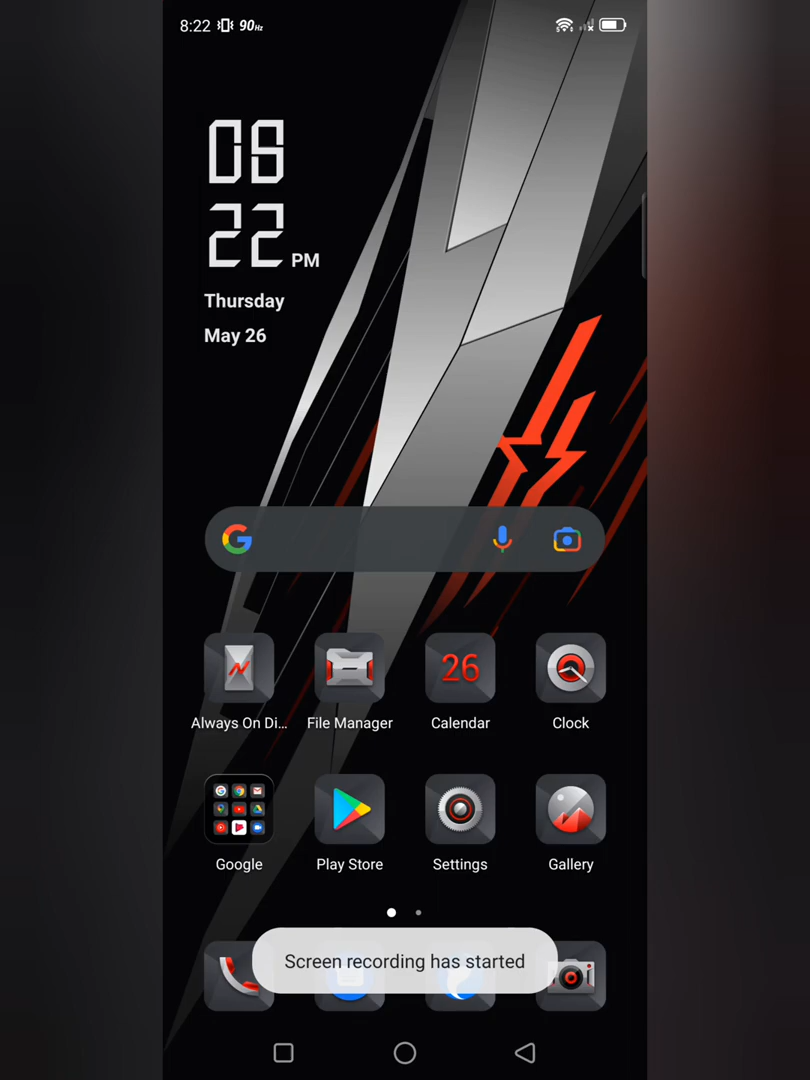 8:22 90Hz
08
22 PM
Thursday
May 26
26
Always On Di... File Manager Calendar Clock
Google Play Store Settings Gallery
Screen recording has started